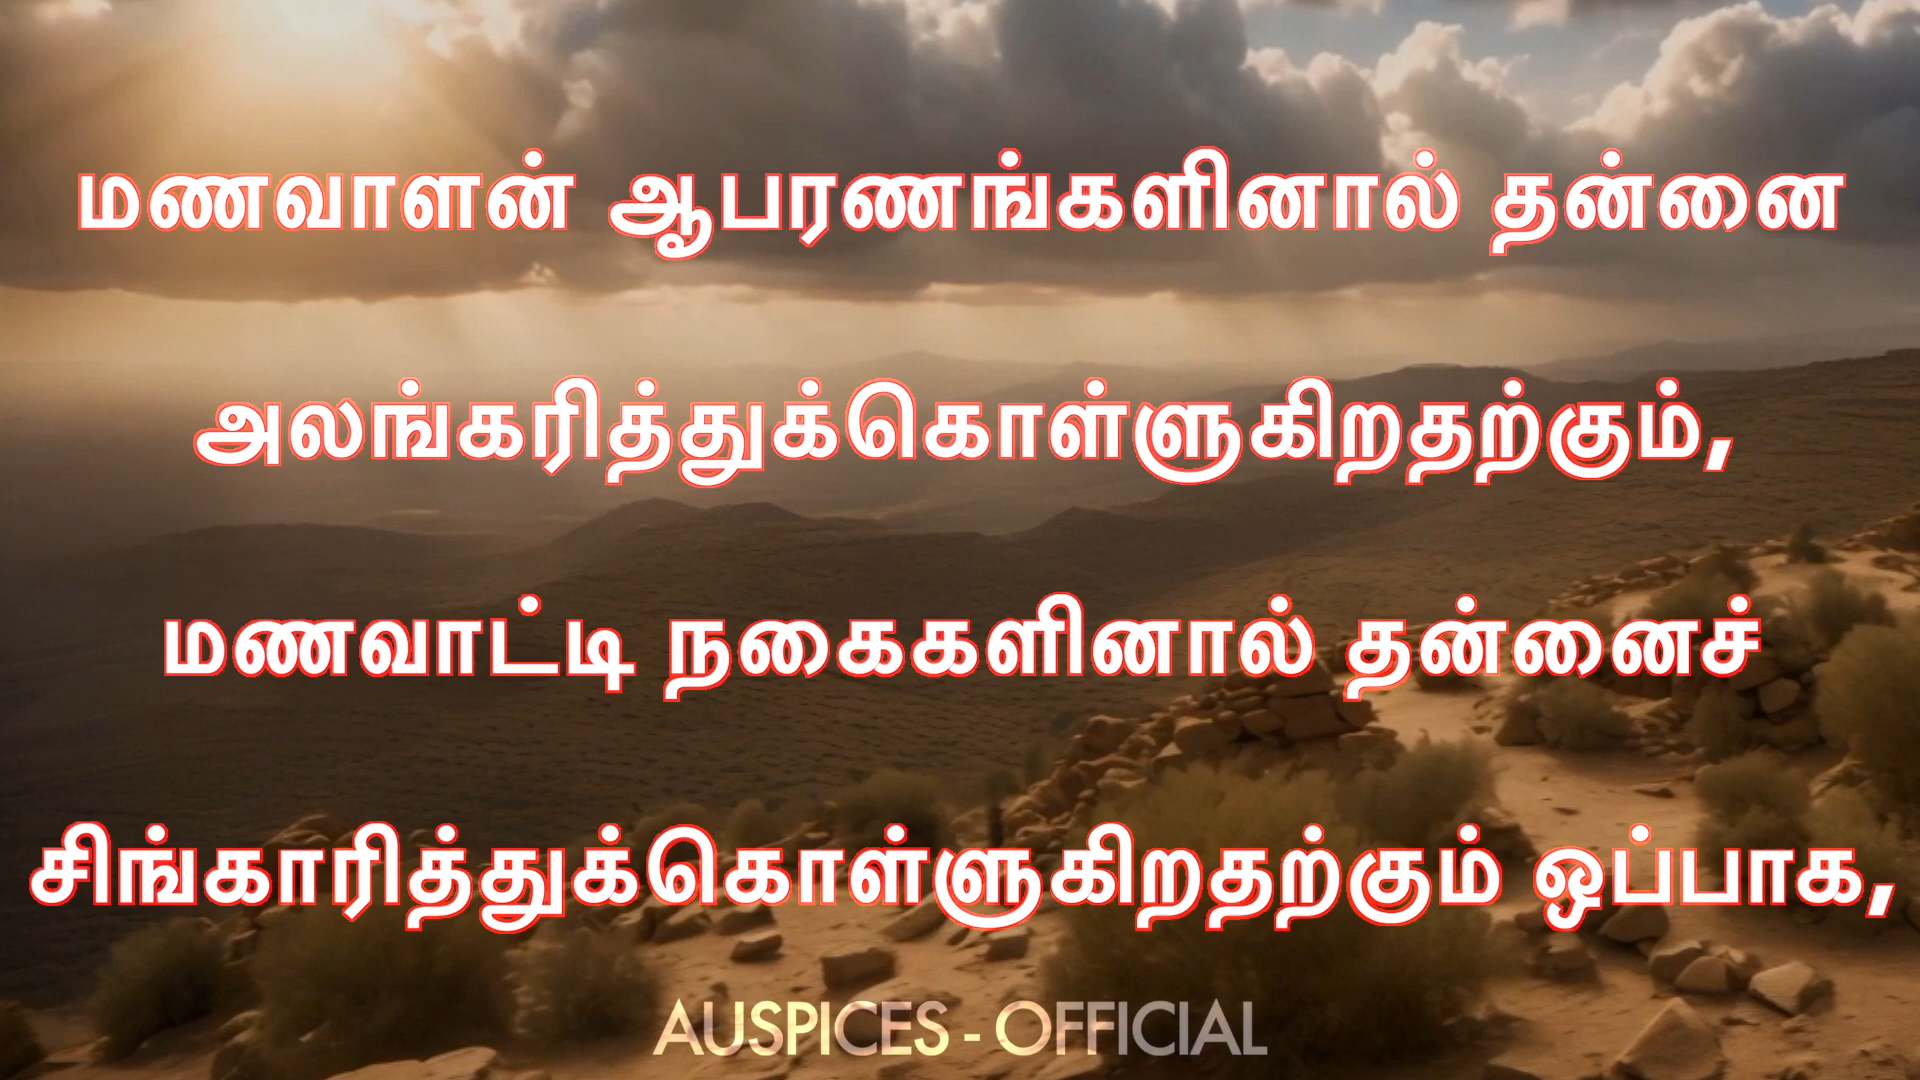 மணவாளன் ஆபரணங்களினால் தன்னை
அலங்கரித்துக்கொள்ளுகிறதற்கும்,
மணவாட்டி நகைகளினால் தன்னைச்
சிங்காரித்துக்கொள்ளுகிறதற்கும் ஒப்பாக,
AUSPICES - OFFICIAL